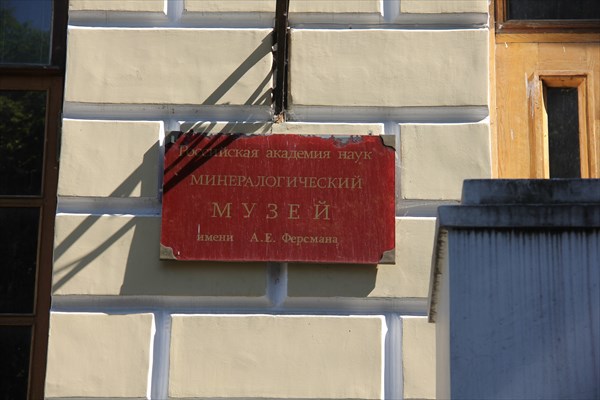 Российская академия наук
МИНЕРАЛОГИЧЕСКИЙ
МУЗЕЙ
имени А.Е. Ферсмана